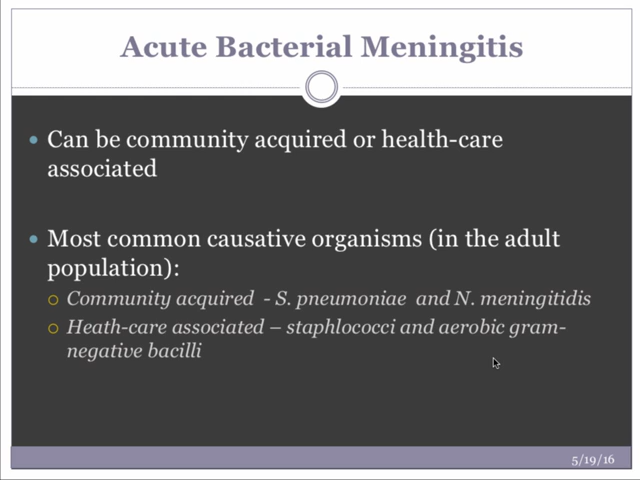 Acute Bacterial Meningitis
• Can be community acquired or health-care
associated
• Most common causative organisms (in the adult
population):
○ Community acquired - S. pneumoniae and N. meningitidis
○ Heath-care associated – staphlococci and aerobic gram-
negative bacilli
5/19/16